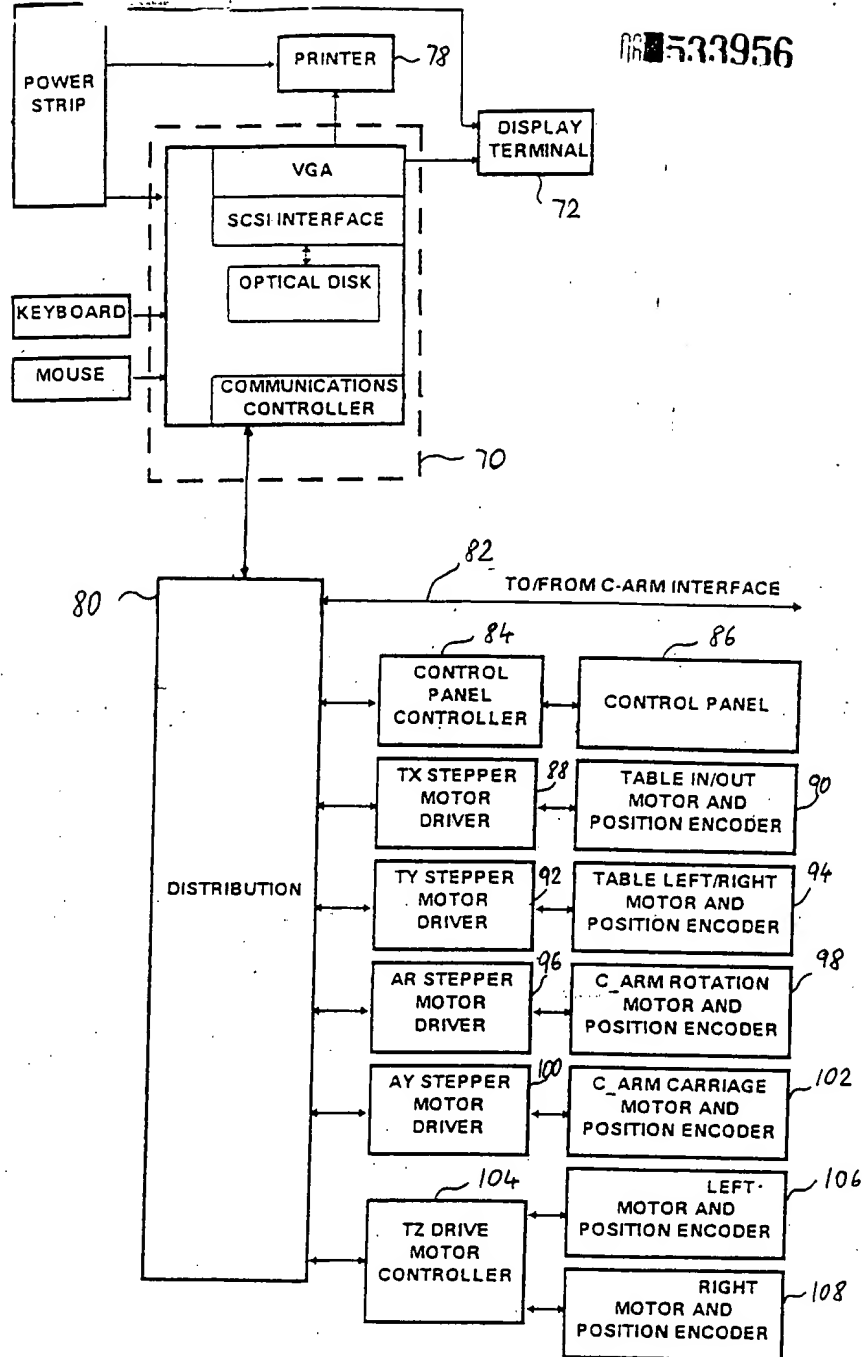 533956
POWER
STRIP
PRINTER
78
DISPLAY
TERMINAL
72
VGA
SCSI INTERFACE
OPTICAL DISK
KEYBOARD
MOUSE
COMMUNICATIONS
CONTROLLER
70
80
82
TO/FROM C-ARM INTERFACE
84
CONTROL
PANEL
CONTROLLER
86
CONTROL PANEL
TX STEPPER
MOTOR
DRIVER
88
TABLE IN/OUT
MOTOR AND
POSITION ENCODER
90
DISTRIBUTION
TY STEPPER
MOTOR
DRIVER
92
TABLE LEFT/RIGHT
MOTOR AND
POSITION ENCODER
94
AR STEPPER
MOTOR
DRIVER
96
C_ARM ROTATION
MOTOR AND
POSITION ENCODER
98
AY STEPPER
MOTOR
DRIVER
100
C_ARM CARRIAGE
MOTOR AND
POSITION ENCODER
102
104
TZ DRIVE
MOTOR
CONTROLLER
LEFT
MOTOR AND
POSITION ENCODER
106
RIGHT
MOTOR AND
POSITION ENCODER
108